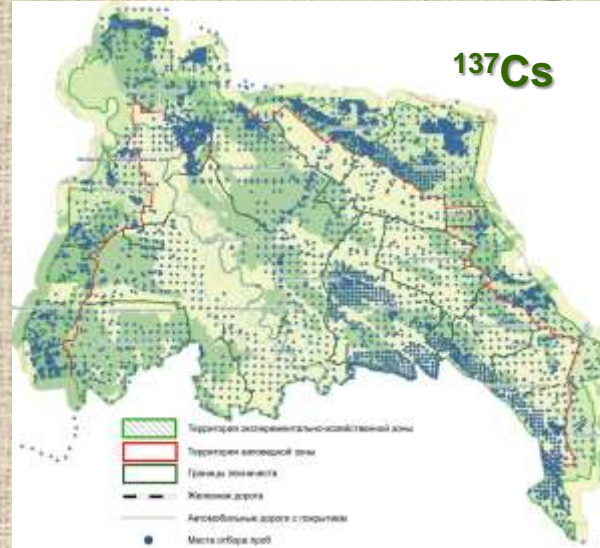 ¹³⁷Cs
Территория экспериментально-хозяйственной зоны
Территория заповедной зоны
Границы лесничеств
Железная дорога
Автомобильные дороги с покрытием
Места отбора проб